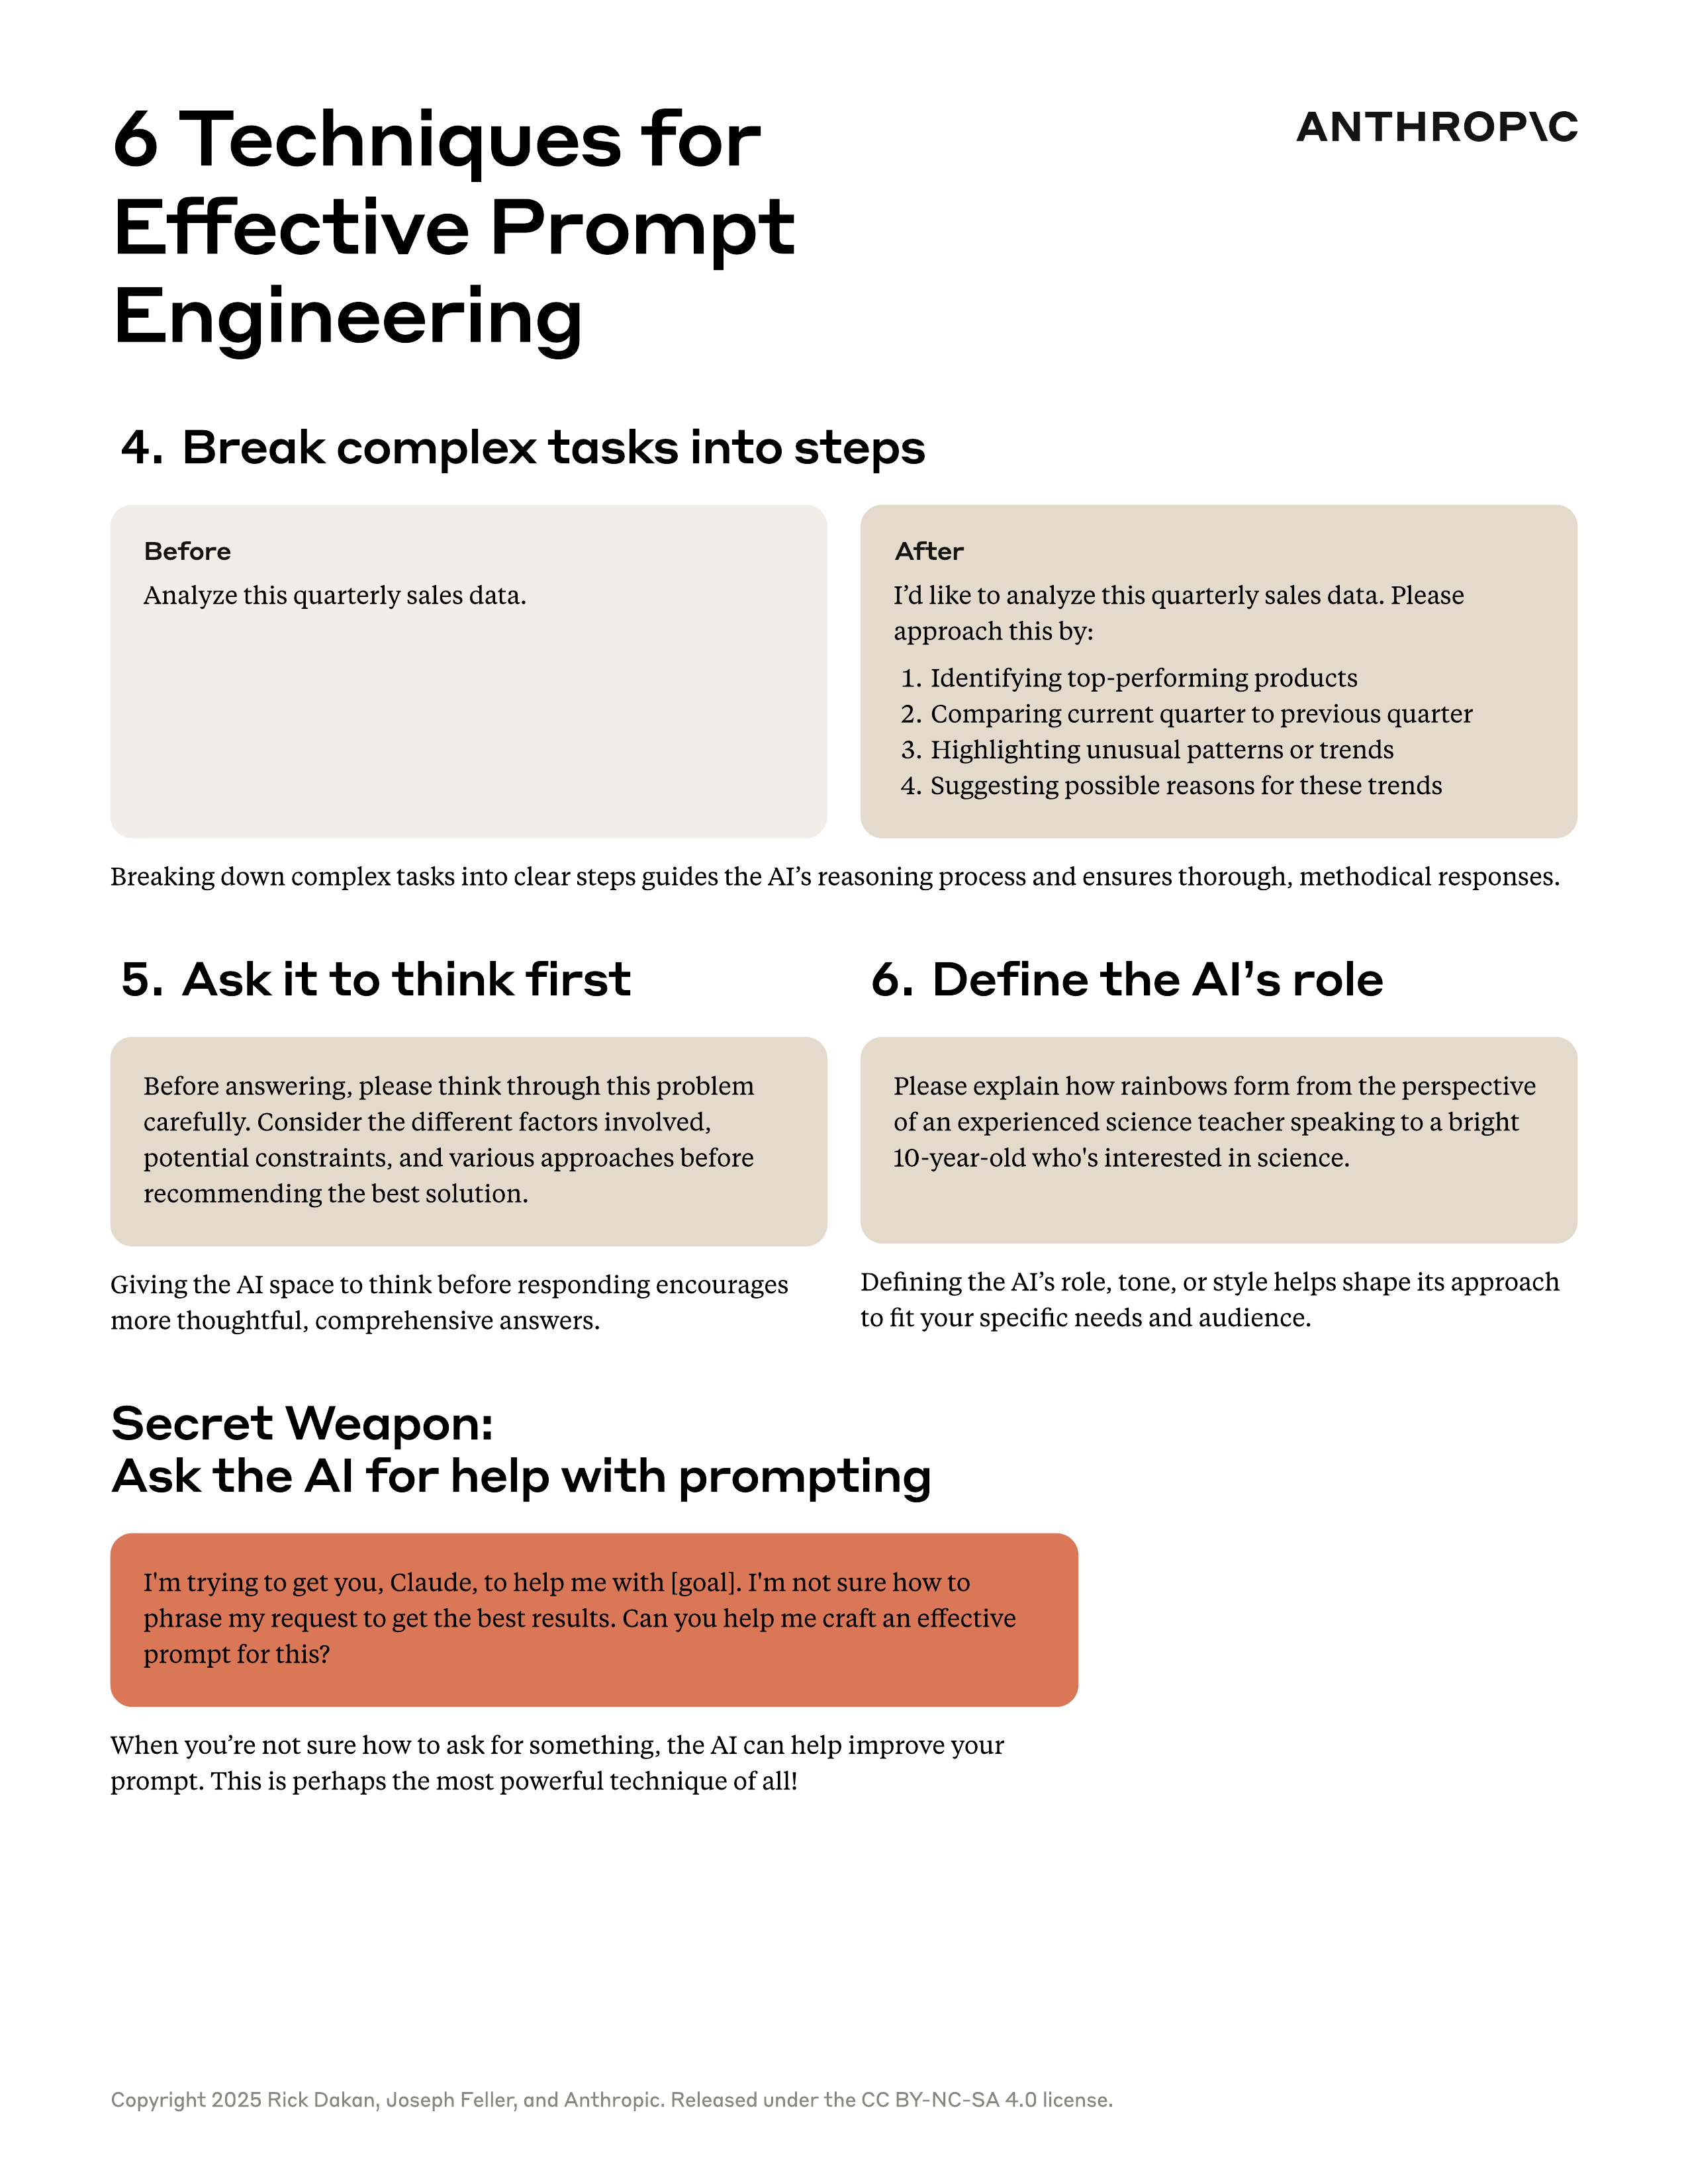 6 Techniques for
Effective Prompt
Engineering
ANTHROP\C
4. Break complex tasks into steps
Before
Analyze this quarterly sales data.
After
I’d like to analyze this quarterly sales data. Please
approach this by:
1. Identifying top-performing products
2. Comparing current quarter to previous quarter
3. Highlighting unusual patterns or trends
4. Suggesting possible reasons for these trends
Breaking down complex tasks into clear steps guides the AI’s reasoning process and ensures thorough, methodical responses.
5. Ask it to think first
Before answering, please think through this problem
carefully. Consider the different factors involved,
potential constraints, and various approaches before
recommending the best solution.
Giving the AI space to think before responding encourages
more thoughtful, comprehensive answers.
6. Define the AI’s role
Please explain how rainbows form from the perspective
of an experienced science teacher speaking to a bright
10-year-old who's interested in science.
Defining the AI’s role, tone, or style helps shape its approach
to fit your specific needs and audience.
Secret Weapon:
Ask the AI for help with prompting
I'm trying to get you, Claude, to help me with [goal]. I'm not sure how to
phrase my request to get the best results. Can you help me craft an effective
prompt for this?
When you’re not sure how to ask for something, the AI can help improve your
prompt. This is perhaps the most powerful technique of all!
Copyright 2025 Rick Dakan, Joseph Feller, and Anthropic. Released under the CC BY-NC-SA 4.0 license.